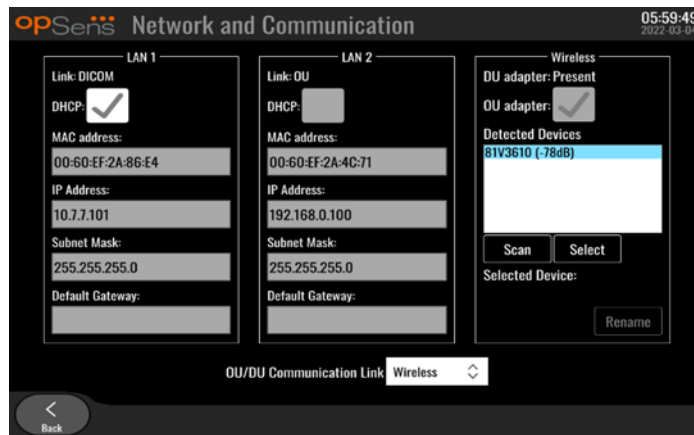 opSens Network and Communication
05:59:49
2022-03-04
LAN 1
Link: DICOM
DHCP:
MAC address:
00:60:EF:2A:86:E4
IP Address:
10.7.7.101
Subnet Mask:
255.255.255.0
Default Gateway:
LAN 2
Link: OU
DHCP:
MAC address:
00:60:EF:2A:4C:71
IP Address:
192.168.0.100
Subnet Mask:
255.255.255.0
Default Gateway:
Wireless
DU adapter: Present
OU adapter:
Detected Devices
81V3610 (-78dB)
Scan Select
Selected Device:
Rename
OU/DU Communication Link Wireless
Back